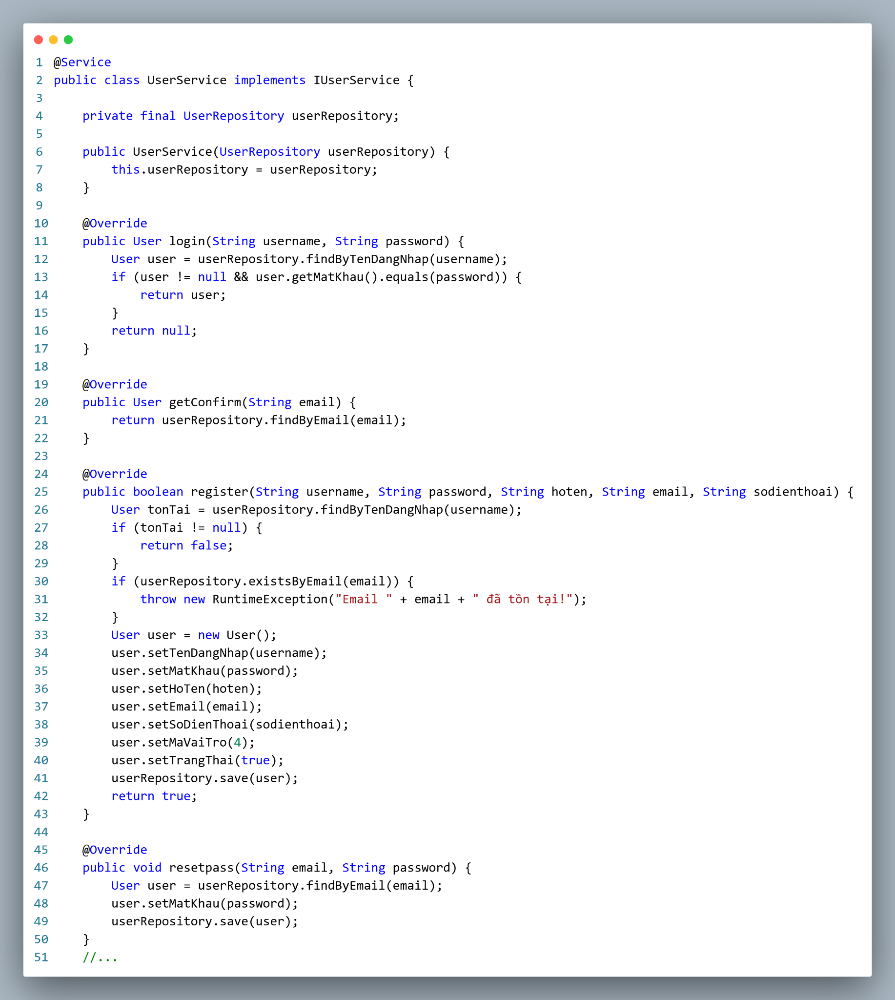 1 @Service
2 public class UserService implements IUserService {
3
4     private final UserRepository userRepository;
5
6     public UserService(UserRepository userRepository) {
7         this.userRepository = userRepository;
8     }
9
10     @Override
11     public User login(String username, String password) {
12         User user = userRepository.findByTenDangNhap(username);
13         if (user != null && user.getMatKhau().equals(password)) {
14             return user;
15         }
16         return null;
17     }
18
19     @Override
20     public User getConfirm(String email) {
21         return userRepository.findByEmail(email);
22     }
23
24     @Override
25     public boolean register(String username, String password, String hoten, String email, String sodienthoai) {
26         User tonTai = userRepository.findByTenDangNhap(username);
27         if (tonTai != null) {
28             return false;
29         }
30         if (userRepository.existsByEmail(email)) {
31             throw new RuntimeException("Email " + email + " đã tồn tại!");
32         }
33         User user = new User();
34         user.setTenDangNhap(username);
35         user.setMatKhau(password);
36         user.setHoTen(hoten);
37         user.setEmail(email);
38         user.setSoDienThoai(sodienthoai);
39         user.setMaVaiTro(4);
40         user.setTrangThai(true);
41         userRepository.save(user);
42         return true;
43     }
44
45     @Override
46     public void resetpass(String email, String password) {
47         User user = userRepository.findByEmail(email);
48         user.setMatKhau(password);
49         userRepository.save(user);
50     }
51     //...